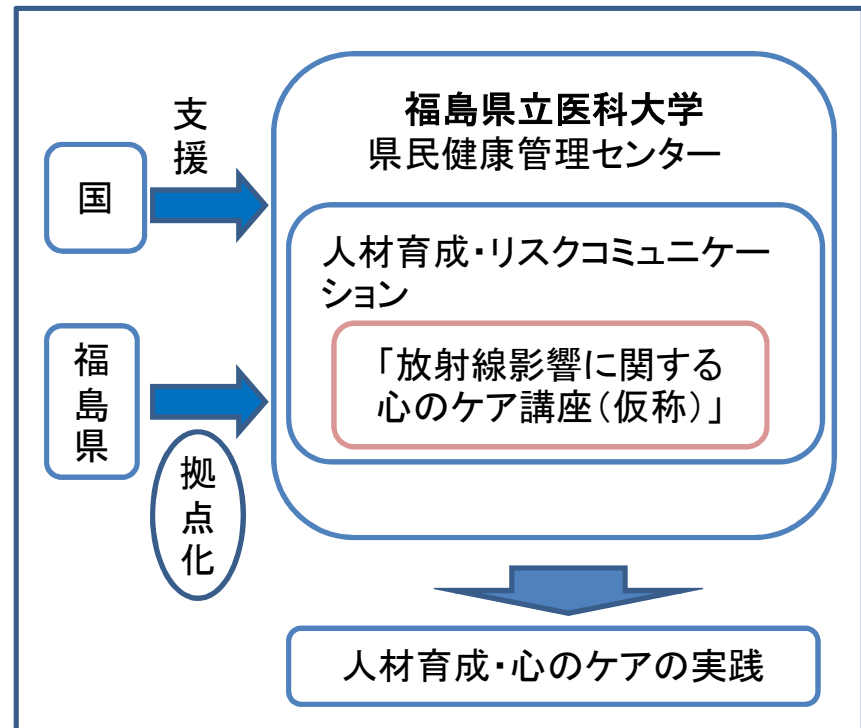 支援
国
福島県立医科大学
県民健康管理センター
人材育成・リスクコミュニケー
ション
「放射線影響に関する
心のケア講座（仮称）」
福島県
拠点化
人材育成・心のケアの実践